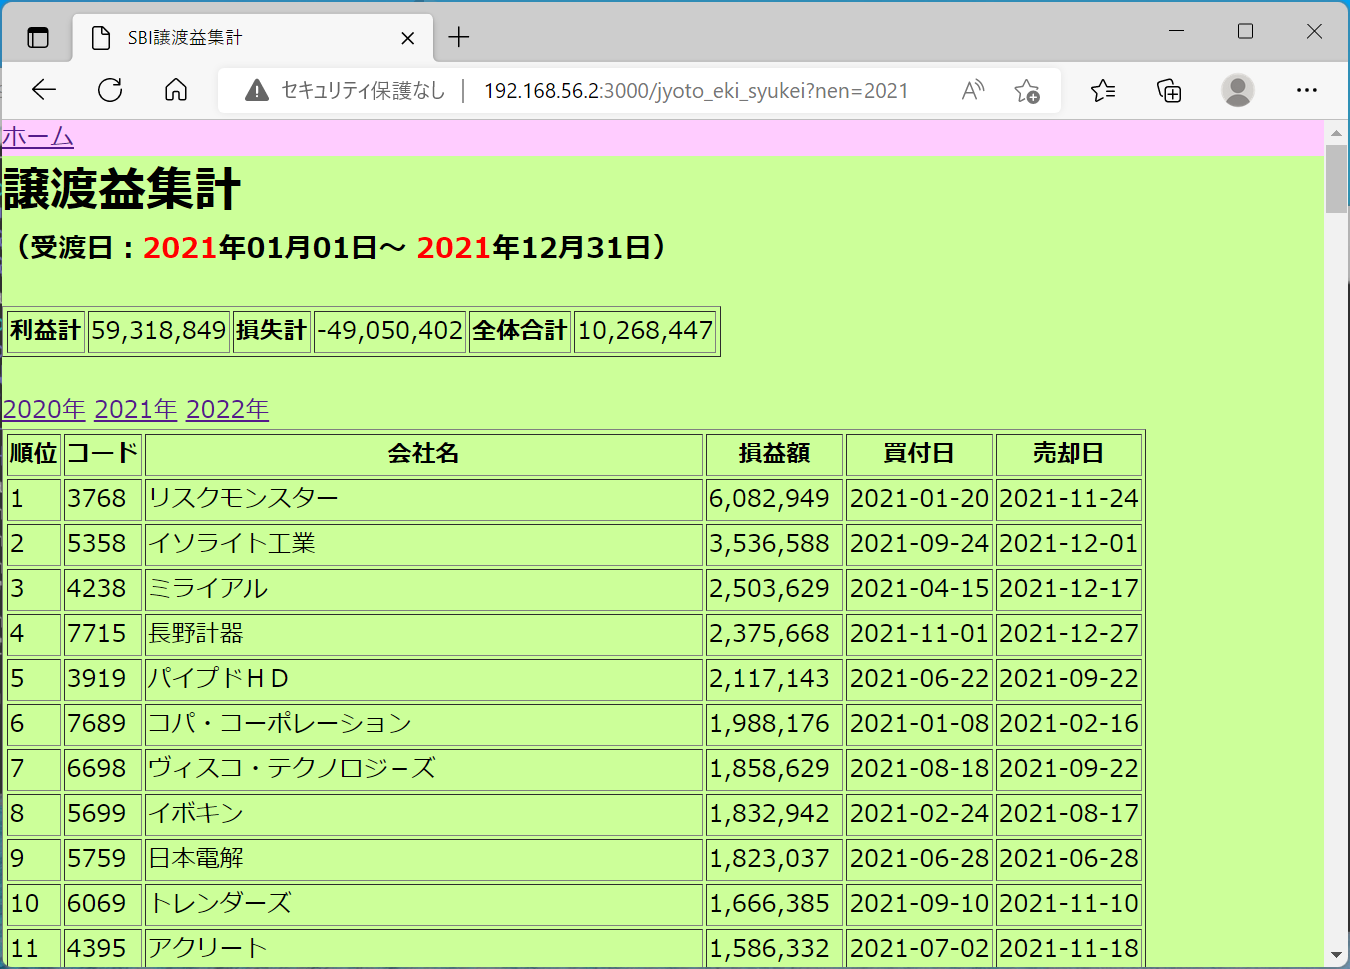 SBI譲渡益集計
セキュリティ保護なし 192.168.56.2:3000/jyoto_eki_syukei?nen=2021
ホーム
譲渡益集計
（受渡日：2021年01月01日～ 2021年12月31日）
利益計 59,318,849 損失計 -49,050,402 全体合計 10,268,447
2020年 2021年 2022年
順位 コード 会社名 損益額 買付日 売却日
1 3768 リスクモンスター 6,082,949 2021-01-20 2021-11-24
2 5358 イソライト工業 3,536,588 2021-09-24 2021-12-01
3 4238 ミライアル 2,503,629 2021-04-15 2021-12-17
4 7715 長野計器 2,375,668 2021-11-01 2021-12-27
5 3919 パイプドＨＤ 2,117,143 2021-06-22 2021-09-22
6 7689 コパ・コーポレーション 1,988,176 2021-01-08 2021-02-16
7 6698 ヴィスコ・テクノロジ－ズ 1,858,629 2021-08-18 2021-09-22
8 5699 イボキン 1,832,942 2021-02-24 2021-08-17
9 5759 日本電解 1,823,037 2021-06-28 2021-06-28
10 6069 トレンダーズ 1,666,385 2021-09-10 2021-11-10
11 4395 アクリート 1,586,332 2021-07-02 2021-11-18